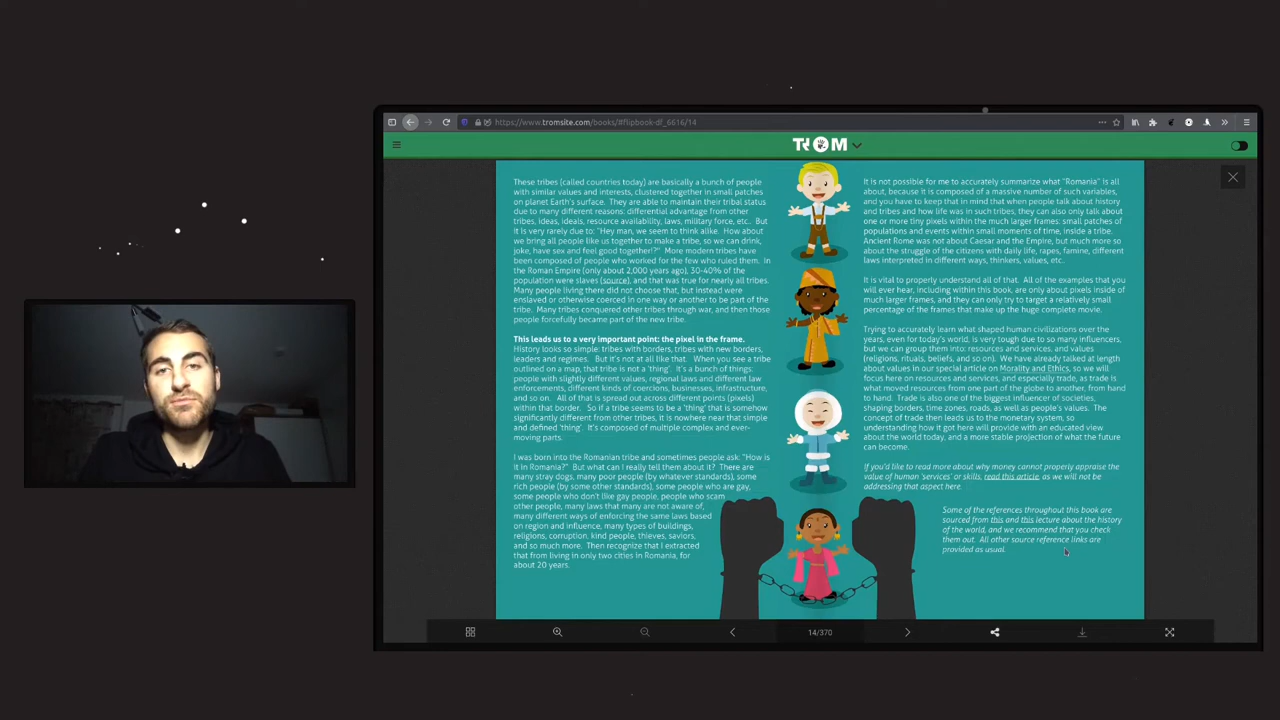 https://www.tromsite.com/books/#flipbook-df_6616/14
TROM
These tribes (called countries today) are basically a bunch of people
with similar values and interests, clustered together in small patches
on planet Earth's surface. They are able to maintain their tribal status
due to many different reasons: differential advantage from other
tribes, ideas, ideals, resource availability, laws, military force, etc.. But
it is very rarely due to: "Hey man, we seem to think alike. How about
we bring all people like us together to make a tribe, so we can drink,
joke, have sex and feel good together!?" More modern tribes have
been composed of people who worked for the few who ruled them. In
the Roman Empire (only about 2,000 years ago), 30-40% of the
population were slaves (source), and that was true for nearly all tribes.
Many people living there did not choose that, but instead were
enslaved or otherwise coerced in one way or another to be part of the
tribe. Many tribes conquered other tribes through war, and then those
people forcefully became part of the new tribe.
This leads us to a very important point: the pixel in the frame.
History looks so simple: tribes with borders, tribes with new borders,
leaders and regimes. But it's not at all like that. When you see a tribe
outlined on a map, that tribe is not a 'thing'. It's a bunch of things:
people with slightly different values, regional laws and different law
enforcements, different kinds of coercions, businesses, infrastructure,
and so on. All of that is spread out across different points (pixels)
within that border. So if a tribe seems to be a 'thing' that is somehow
significantly different from other tribes. It is nowhere near that simple
and defined 'thing'. It's composed of multiple complex and ever-
moving parts.
I was born into the Romanian tribe and sometimes people ask: "How is
it in Romania?" But what can I really tell them about it? There are
many stray dogs, many poor people (by whatever standards), some
rich people (by some other standards), some people who are gay,
some people who don't like gay people, people who scam
other people, many laws that many are not aware of,
many different ways of enforcing the same laws based
on region and influence, many types of buildings,
religions, corruption, kind people, thieves, saviors,
and so much more. Then recognize that I extracted
that from living in only two cities in Romania, for
about 20 years.
It is not possible for me to accurately summarize what "Romania" is all
about, because it is composed of a massive number of such variables,
and you have to keep that in mind that when people talk about history
and tribes and how life was in such tribes, they can also only talk about
one or more tiny pixels within the much larger frames: small patches of
populations and events within small moments of time, inside a tribe.
Ancient Rome was not about Caesar and the Empire, but much more so
about the struggle of the citizens with daily life, rapes, famine, different
laws interpreted in different ways, thinkers, values, etc.
It is vital to properly understand all of that. All of the examples that you
will ever hear, including within this book, are only about pixels inside of
much larger frames, and they can only try to target a relatively small
percentage of the frames that make up the huge complete movie.
Trying to accurately learn what shaped human civilizations over the
years, even for today's world, is very tough due to so many influencers,
but we can group them into: resources and services, and values
(religions, rituals, beliefs, and so on). We have already talked at length
about values in our special article on Morality and Ethics, so we will
focus here on resources and services, and especially trade, as trade is
what moved resources from one part of the globe to another, from hand
to hand. Trade is also one of the biggest influencer of societies,
shaping borders, time zones, roads, as well as people's values. The
concept of trade then leads us to the monetary system, so
understanding how it got here will provide with an educated view
about the world today, and a more stable projection of what the future
can become.
If you'd like to read more about why money cannot properly appraise the
value of human 'services' or skills, read this article, as we will not be
addressing that aspect here.
Some of the references throughout this book are
sourced from this and this lecture about the history
of the world, and we recommend that you check
them out. All other source reference links are
provided as usual.
14/370